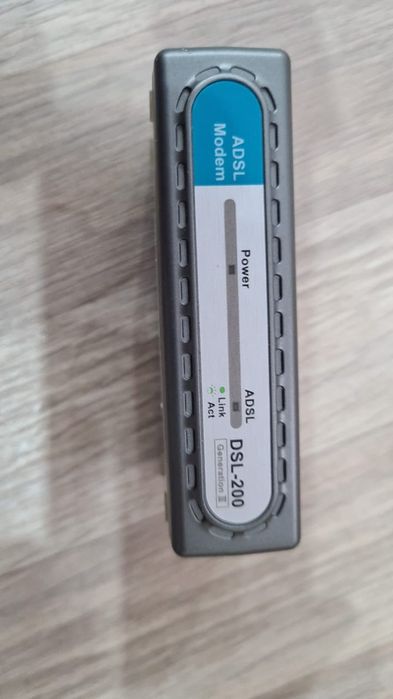 ADSL
Modem
Power
ADSL
Link
Act
DSL-200
Generation II